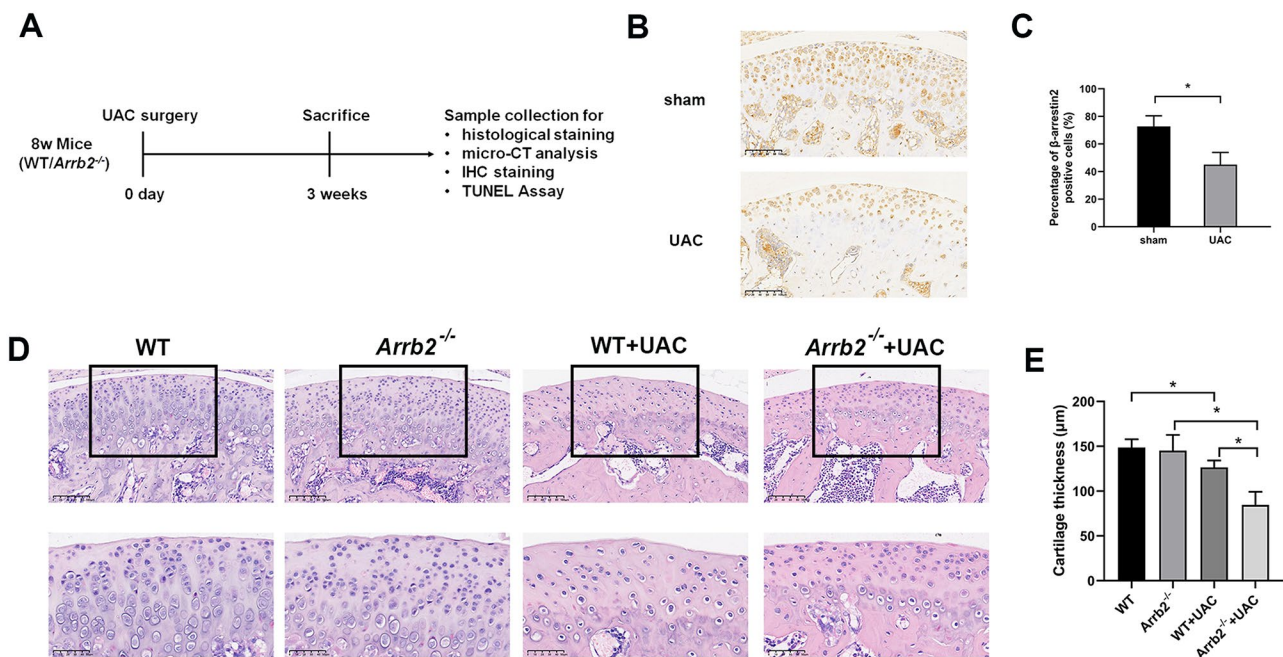 A
UAC surgery
Sacrifice
Sample collection for
• histological staining
• micro-CT analysis
• IHC staining
• TUNEL Assay
8w Mice
(WT/Arrb2-/-)
0 day
3 weeks
B
sham
UAC
C
Percentage of β-arrestin2
positive cells (%)
100
80
60
40
20
0
*
sham
UAC
D
WT
Arrb2-/-
WT+UAC
Arrb2-/-+UAC
E
Cartilage thickness (μm)
200
150
100
50
0
*
*
*
WT
Arrb2-/-
WT+UAC
Arrb2-/-+UAC